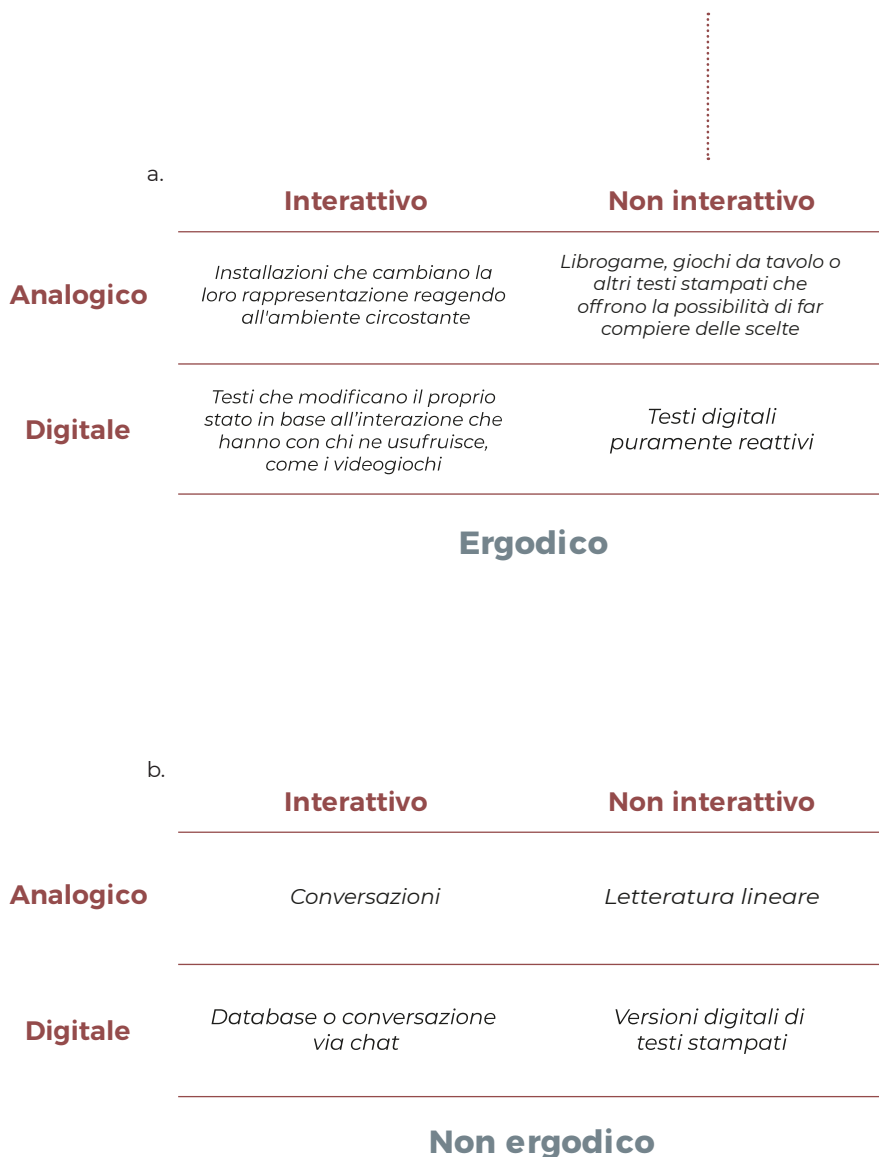 a.
Interattivo
Non interattivo
Analogico
Installazioni che cambiano la
loro rappresentazione reagendo
all'ambiente circostante
Librogame, giochi da tavolo o
altri testi stampati che
offrono la possibilità di far
compiere delle scelte
Digitale
Testi che modificano il proprio
stato in base all’interazione che
hanno con chi ne usufruisce,
come i videogiochi
Testi digitali
puramente reattivi
Ergodico
b.
Interattivo
Non interattivo
Analogico
Conversazioni
Letteratura lineare
Digitale
Database o conversazione
via chat
Versioni digitali di
testi stampati
Non ergodico